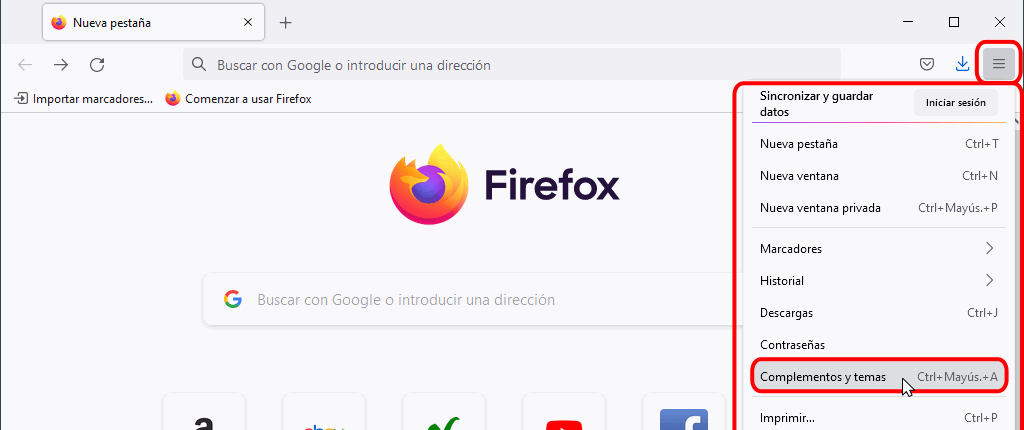 Nueva pestaña
Buscar con Google o introducir una dirección
Importar marcadores...
Comenzar a usar Firefox
Firefox
Buscar con Google o introducir una dirección
a
ebay
Sincronizar y guardar
datos
Iniciar sesión
Nueva pestaña Ctrl+T
Nueva ventana Ctrl+N
Nueva ventana privada Ctrl+Mayús.+P
Marcadores
Historial
Descargas Ctrl+J
Contraseñas
Complementos y temas Ctrl+Mayús.+A
Imprimir... Ctrl+P